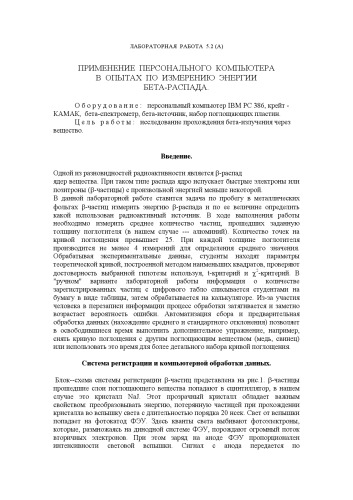 ЛАБОРАТОРНАЯ РАБОТА 5.2 (А)
ПРИМЕНЕНИЕ ПЕРСОНАЛЬНОГО КОМПЬЮТЕРА
В ОПЫТАХ ПО ИЗМЕРЕНИЮ ЭНЕРГИИ
БЕТА-РАСПАДА.
Оборудование: персональный компьютер IBM PC 386, крейт -
КАМАК, бета-спектрометр, бета-источник, набор поглощающих пластин.
Цель работы: исследование прохождения бета-излучения через
вещество.
Введение.
Одной из разновидностей радиоактивности является β-распад
ядер вещества. При таком типе распада ядро испускает быстрые электроны или
позитроны (β-частицы) с произвольной энергией меньше некоторой.
В данной лабораторной работе ставится задача по пробегу в металлических
фольгах β-частиц измерить энергию β-распада и по ее величине определить
какой использован радиоактивный источник. В ходе выполнения работы
необходимо измерить среднее количество частиц, прошедших заданную
толщину поглотителя (в нашем случае --- алюминий). Количество точек на
кривой поглощения превышает 25. При каждой толщине поглотителя
производится не менее 4 измерений для определения среднего значения.
Обрабатывая экспериментальные данные, студенты находят параметры
теоретической кривой, построенной методом наименьших квадратов, проверяют
достоверность выбранной гипотезы используя, t-критерий и χ²-критерий. В
"ручном" варианте лабораторной работы информация о количестве
зарегистрированных частиц с цифрового табло списывается студентами на
бумагу в виде таблицы, затем обрабатывается на калькуляторе. Из-за участия
человека в переписи информации процесс обработки затягивается и заметно
возрастает вероятность ошибки. Автоматизация сбора и предварительная
обработка данных (нахождение среднего и стандартного отклонения) позволяет
в освободившееся время выполнить дополнительно упражнение, например,
снять кривую поглощения с другим поглощающим веществом (медь, свинец)
или использовать это время для более детального набора кривой поглощения.
Система регистрации и компьютерной обработки данных.
Блок--схема системы регистрации β-частиц представлена на рис.1. β-частицы
прошедшие слои поглощающего вещества попадают в сцинтиллятор, в нашем
случае это кристалл NaJ. Этот прозрачный кристалл обладает важным
свойством: преобразовывать энергию, потерянную частицей при прохождении
кристалла во вспышку света с длительностью порядка 20 нсек. Свет от вспышки
попадает на фотокатод ФЭУ. Здесь кванты света выбивают фотоэлектроны,
которые, размножаясь на динодной системе ФЭУ, порождают огромный поток
вторичных электронов. При этом заряд на аноде ФЭУ пропорционален
интенсивности световой вспышки. Сигнал с анода передается по